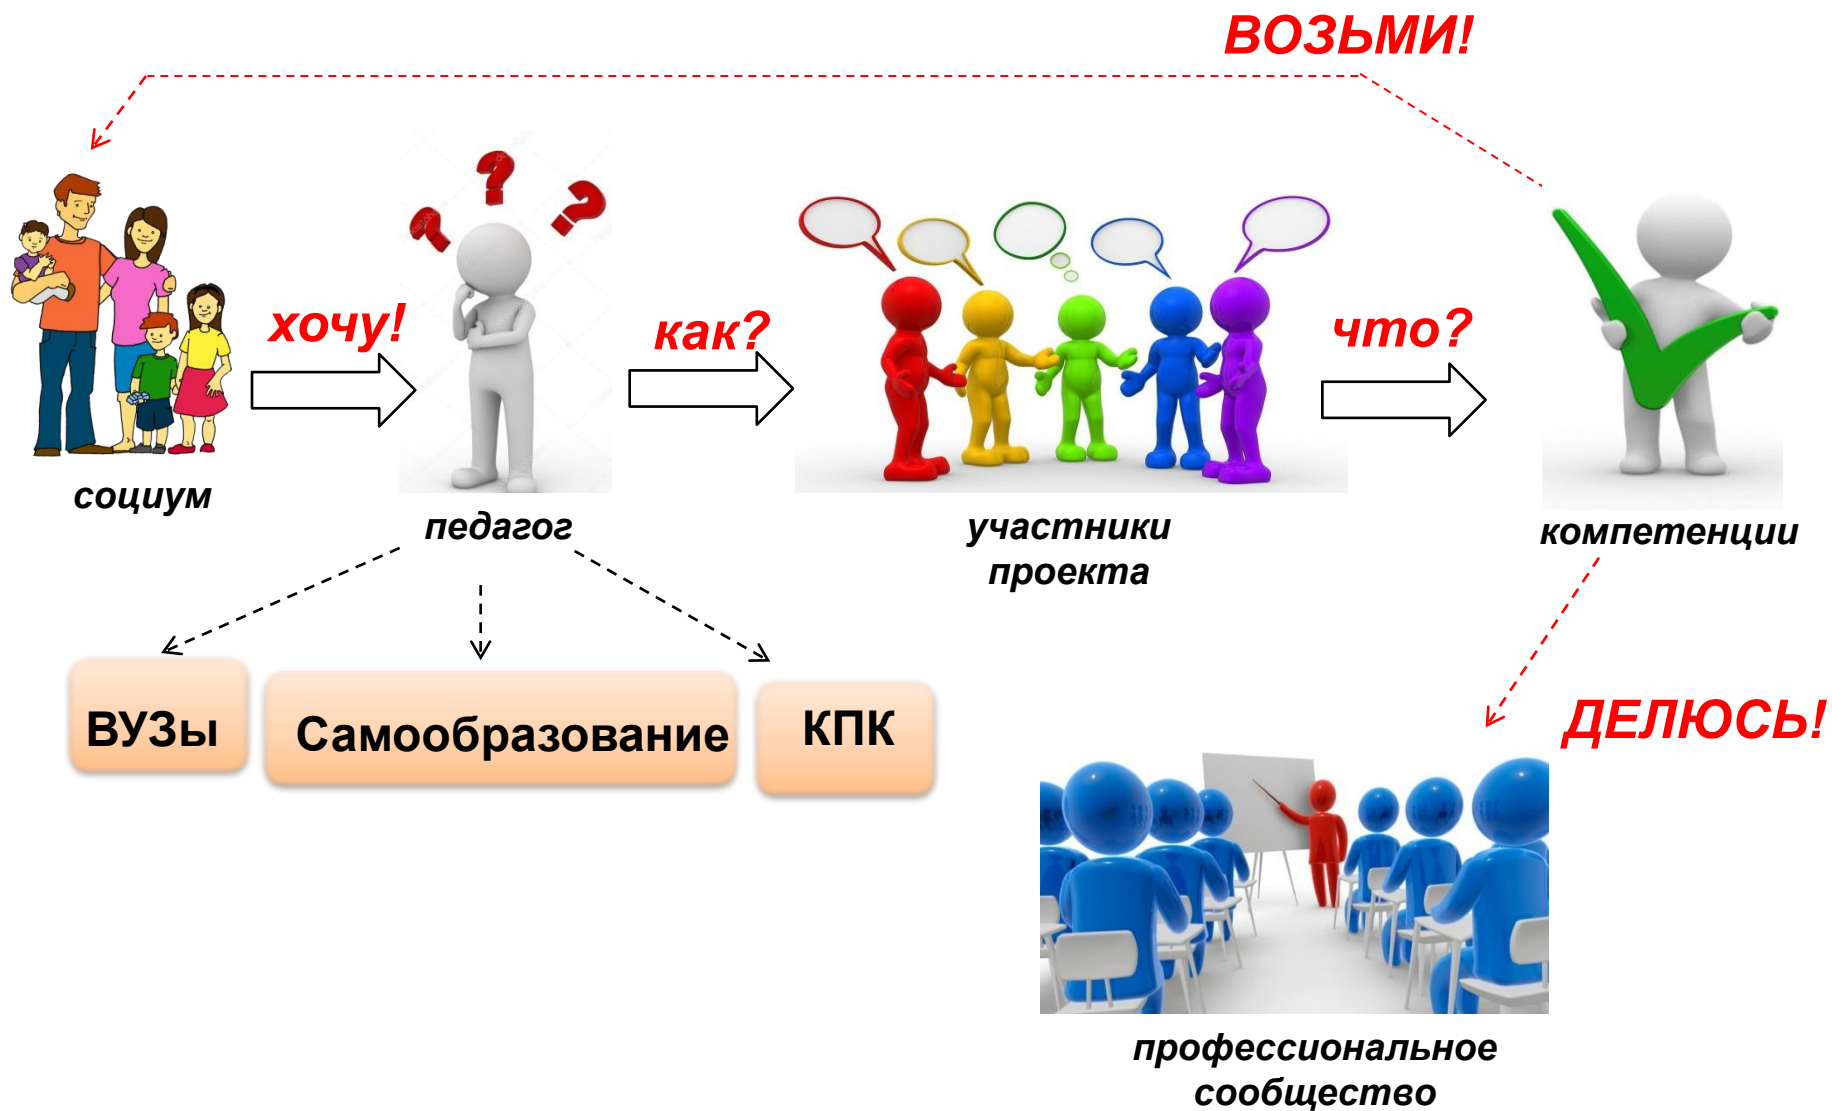 ВОЗЬМИ!
хочу!
как?
что?
социум
педагог
участники
проекта
компетенции
ВУЗы
Самообразование
КПК
ДЕЛЮСЬ!
профессиональное
сообщество